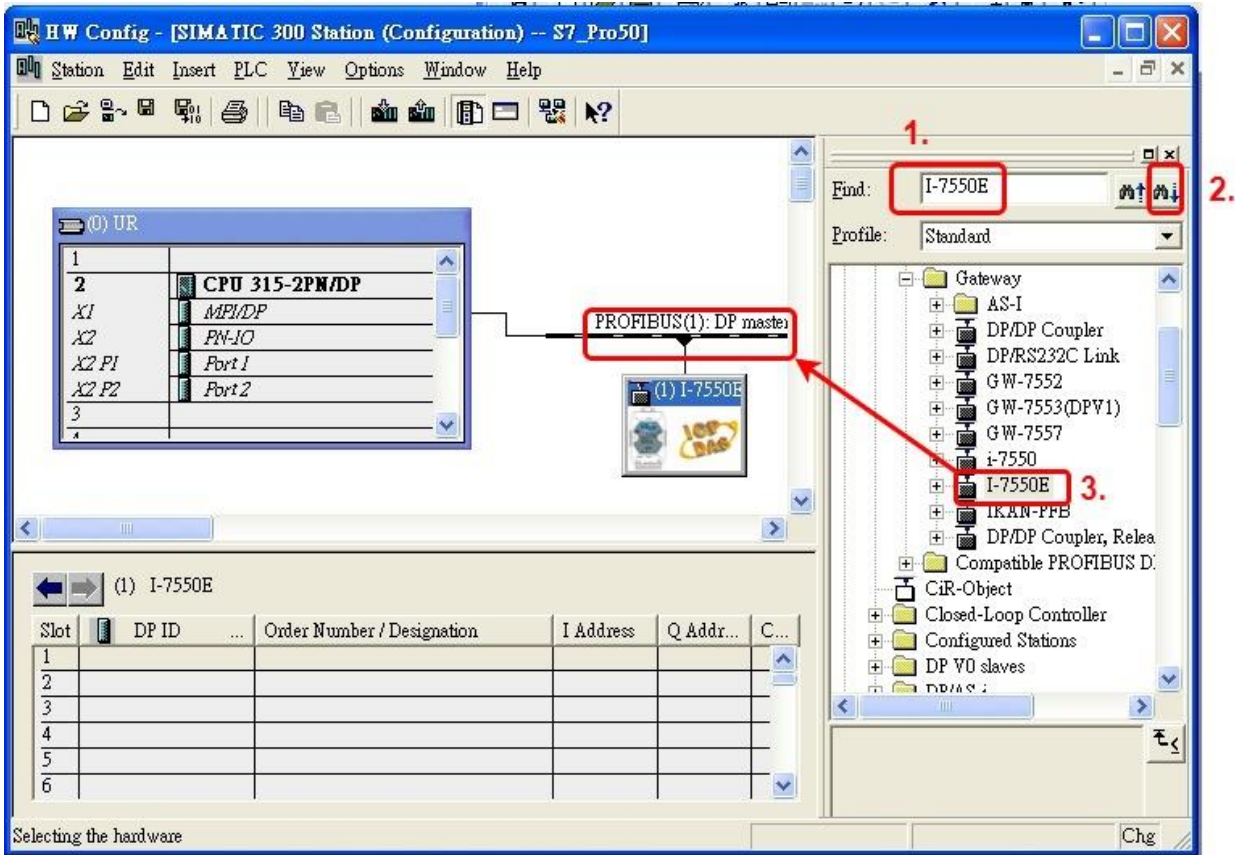 HW Config - [SIMATIC 300 Station (Configuration) -- S7_Pro50]
Station Edit Insert PLC View Options Window Help
1.
Find: I-7550E
2.
Profile: Standard
(0) UR
1
2 CPU 315-2PN/DP
X1 MPI/DP
X2 PN-IO
X2 P1 Port 1
X2 P2 Port 2
3
PROFIBUS(1): DP master
(1) I-7550E
ICP
DAS
Gateway
AS-I
DP/DP Coupler
DP/RS232C Link
GW-7552
GW-7553(DPV1)
GW-7557
i-7550
I-7550E
3.
IKAN-PFB
DP/DP Coupler, Relea
Compatible PROFIBUS D
CiR-Object
Closed-Loop Controller
Configured Stations
DP V0 slaves
DP/AS-i
(1) I-7550E
Slot DP ID ... Order Number / Designation I Address Q Addr... C...
1
2
3
4
5
6
Selecting the hardware
Chg